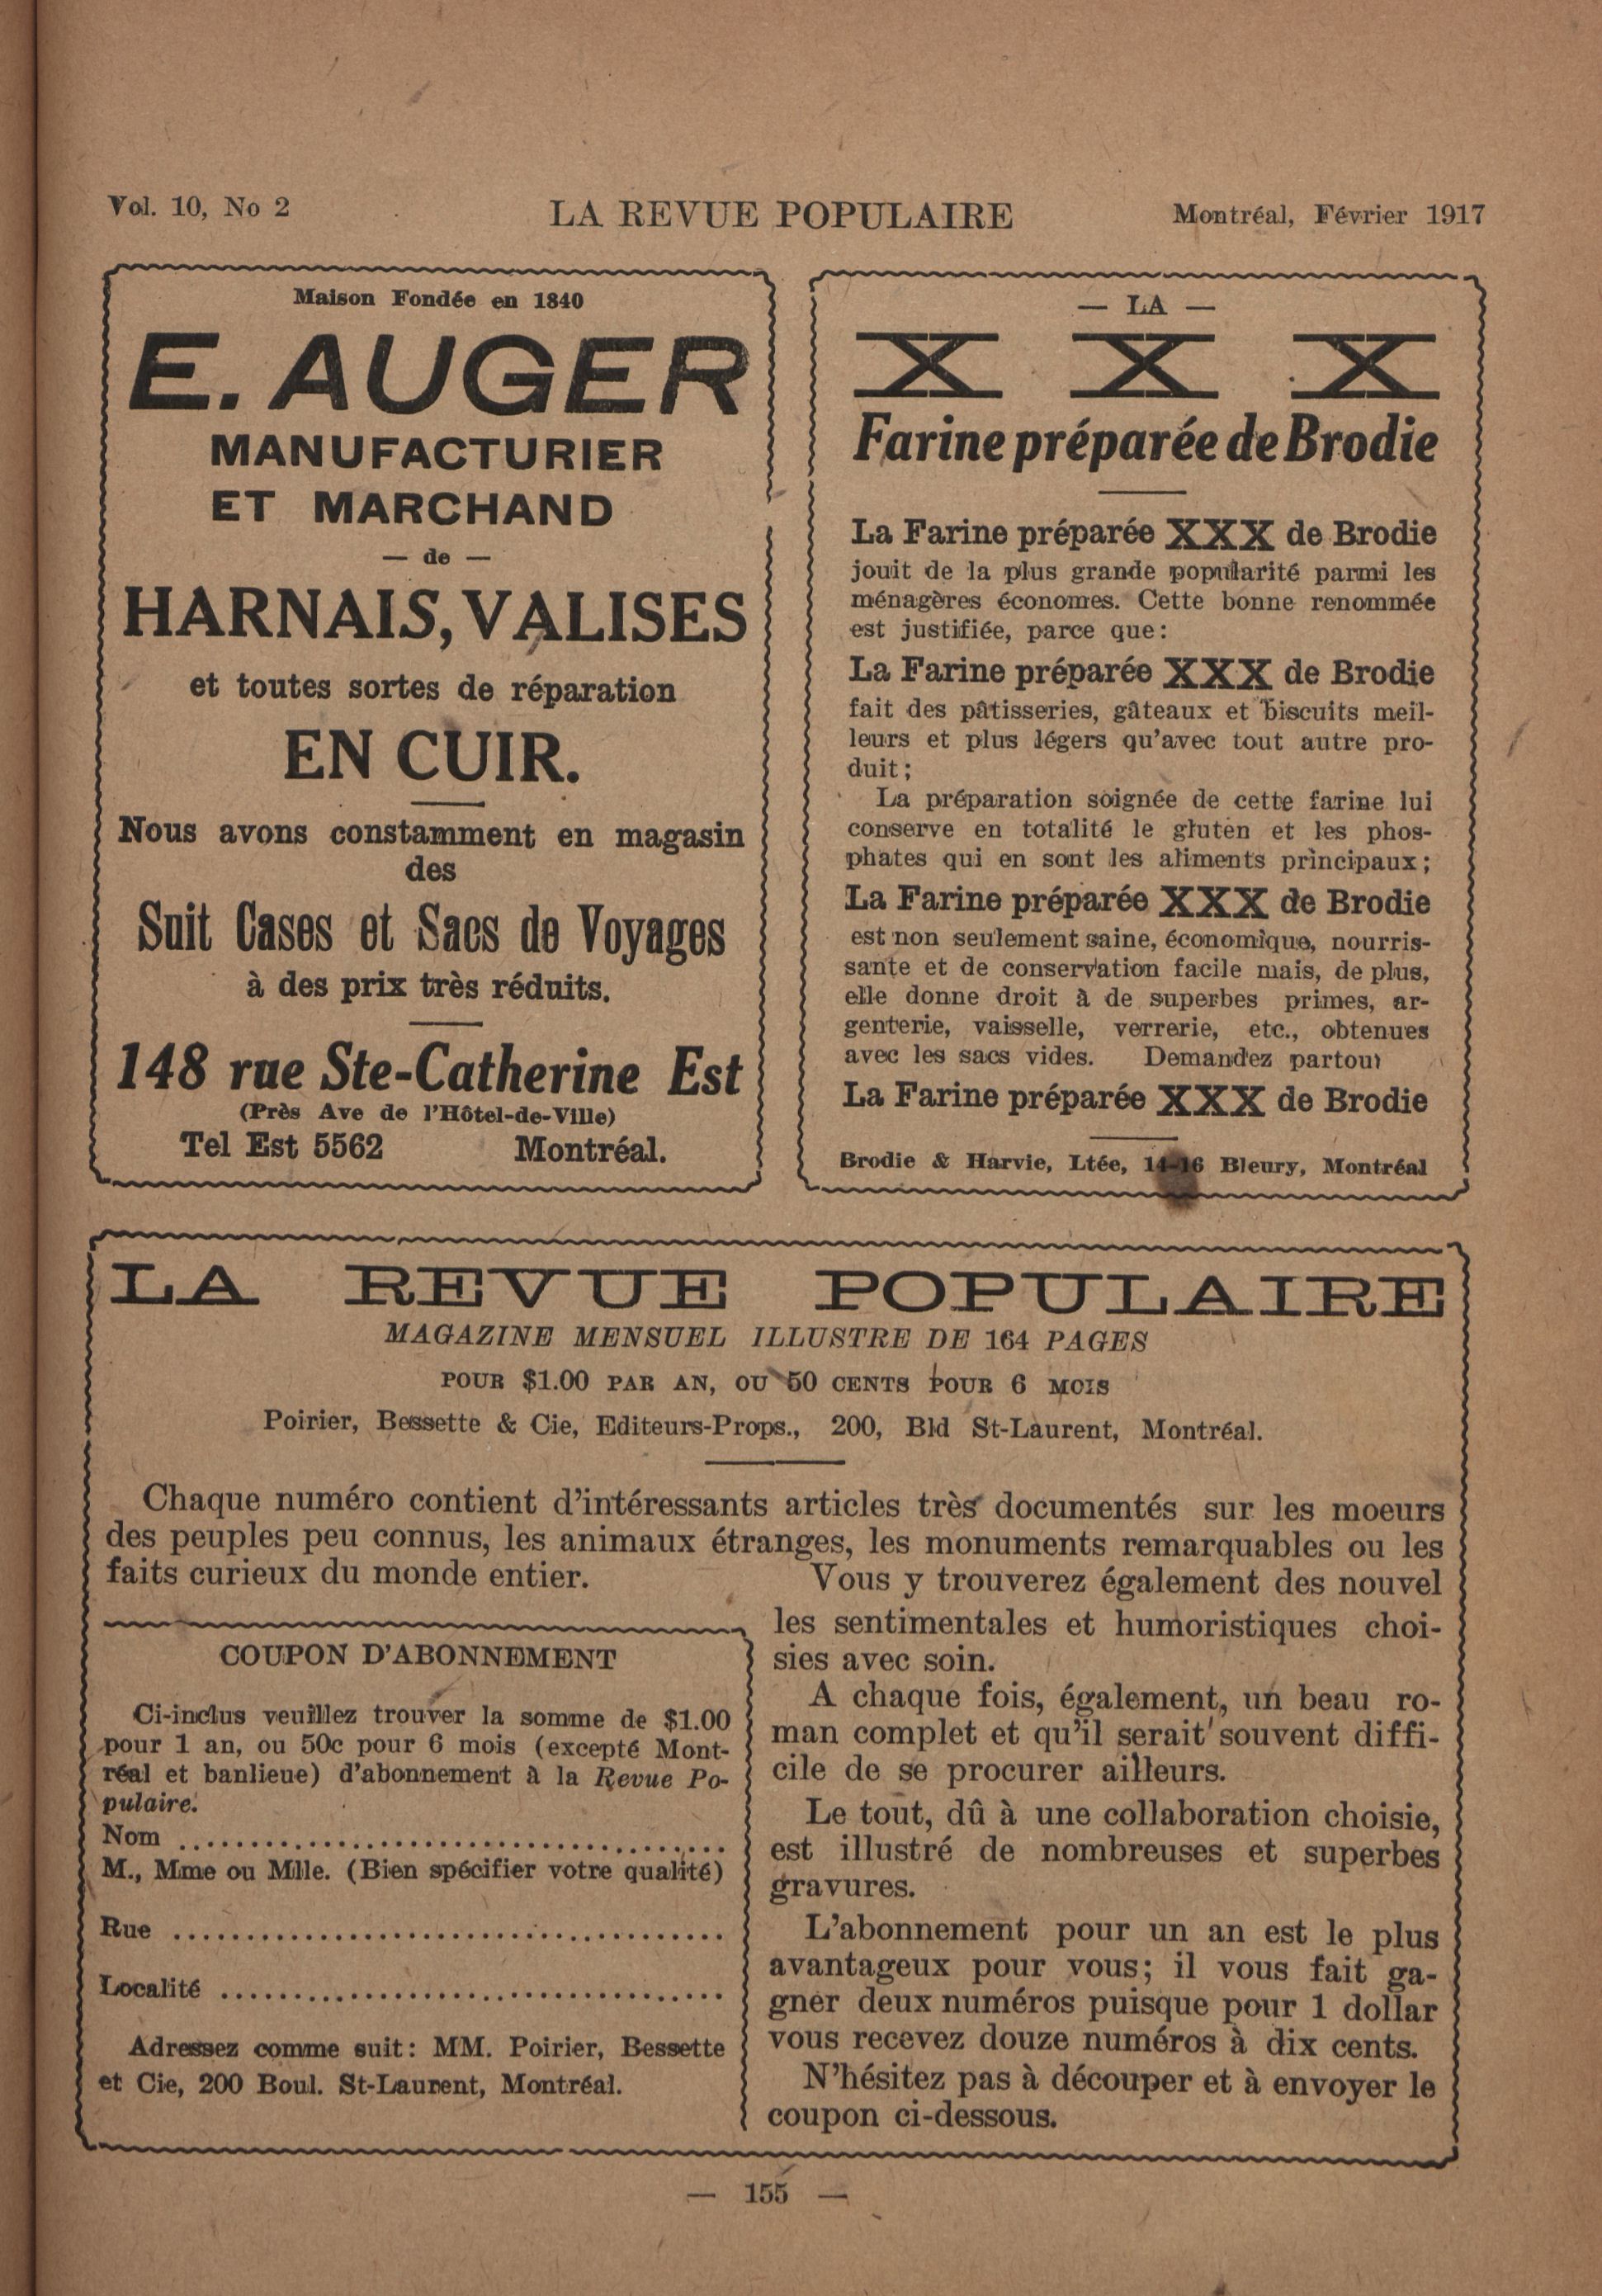 Vol. 10, No 2
LA REVUE POPULAIRE
Montréal, Février 1917
Maison Fondée en 1840
E. AUGER
MANUFACTURIER
ET MARCHAND
— de —
HARNAIS, VALISES
et toutes sortes de réparation
EN CUIR.
Nous avons constamment en magasin
des
Suit Cases et Sacs de Voyages
à des prix très réduits.
148 rue Ste-Catherine Est
(Près Ave de l'Hôtel-de-Ville)
Tel Est 5562 Montréal.
— LA —
X X X
Farine préparée de Brodie
La Farine préparée XXX de Brodie
jouit de la plus grande popularité parmi les
ménagères économes. Cette bonne renommée
est justifiée, parce que:
La Farine préparée XXX de Brodie
fait des pâtisseries, gâteaux et biscuits meil-
leurs et plus légers qu'avec tout autre pro-
duit;
La préparation soignée de cette farine lui
conserve en totalité le gluten et les phos-
phates qui en sont les aliments principaux;
La Farine préparée XXX de Brodie
est non seulement saine, économique, nourris-
sante et de conservation facile mais, de plus,
elle donne droit à de superbes primes, ar-
genterie, vaisselle, verrerie, etc., obtenues
avec les sacs vides. Demandez partout
La Farine préparée XXX de Brodie
Brodie & Harvie, Ltée, 14-16 Bleury, Montréal
LA REVUE POPULAIRE
MAGAZINE MENSUEL ILLUSTRE DE 164 PAGES
POUR $1.00 PAR AN, OU 50 CENTS POUR 6 MOIS
Poirier, Bessette & Cie, Editeurs-Props., 200, Bld St-Laurent, Montréal.
Chaque numéro contient d'intéressants articles très documentés sur les moeurs
des peuples peu connus, les animaux étranges, les monuments remarquables ou les
faits curieux du monde entier.
Vous y trouverez également des nouvel
les sentimentales et humoristiques choi-
sies avec soin.
A chaque fois, également, un beau ro-
man complet et qu'il serait souvent diffi-
cile de se procurer ailleurs.
Le tout, dû à une collaboration choisie,
est illustré de nombreuses et superbes
gravures.
L'abonnement pour un an est le plus
avantageux pour vous; il vous fait ga-
gner deux numéros puisque pour 1 dollar
vous recevez douze numéros à dix cents.
N'hésitez pas à découper et à envoyer le
coupon ci-dessous.
COUPON D'ABONNEMENT
Ci-inclus veuillez trouver la somme de $1.00
pour 1 an, ou 50c pour 6 mois (excepté Mont-
réal et banlieue) d'abonnement à la Revue Po-
pulaire.
Nom ......................................
M., Mme ou Mlle. (Bien spécifier votre qualité)
Rue ......................................
Localité ...................................
Adressez comme suit: MM. Poirier, Bessette
et Cie, 200 Boul. St-Laurent, Montréal.
— 155 —